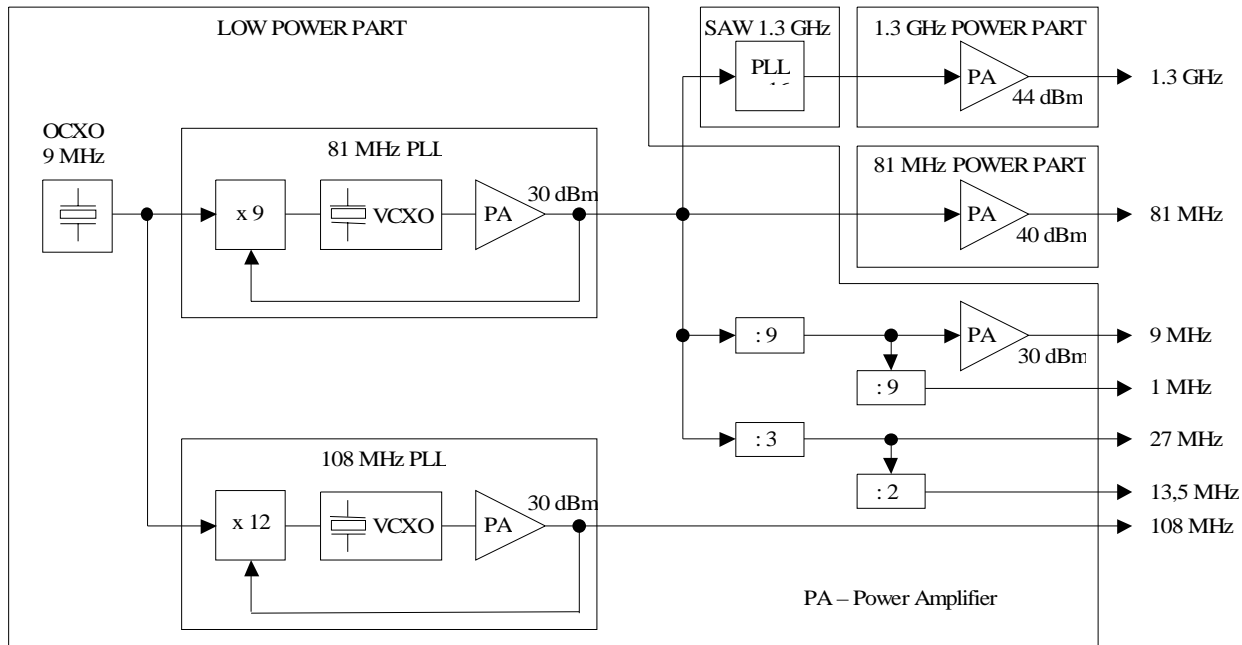 LOW POWER PART
SAW 1.3 GHz
1.3 GHz POWER PART
PLL
PA
44 dBm
1.3 GHz
OCXO
9 MHz
81 MHz PLL
x 9
VCXO
PA
30 dBm
81 MHz POWER PART
PA
40 dBm
81 MHz
: 9
PA
30 dBm
9 MHz
: 9
1 MHz
: 3
27 MHz
: 2
13,5 MHz
108 MHz PLL
x 12
VCXO
PA
30 dBm
108 MHz
PA – Power Amplifier